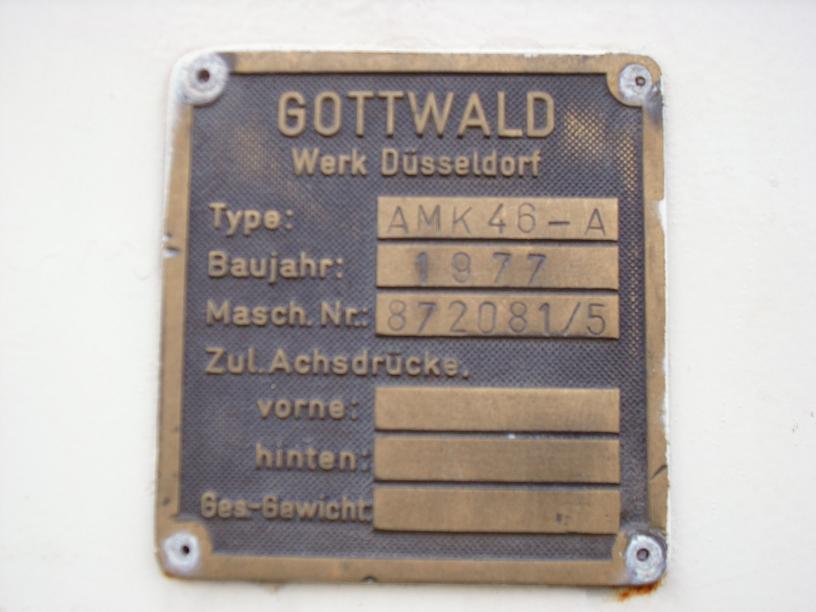 GOTTWALD
Werk Düsseldorf
Type: AMK 46-A
Baujahr: 1977
Masch. Nr.: 872081/5
Zul. Achsdrücke.
vorne:
hinten:
Ges.-Gewicht